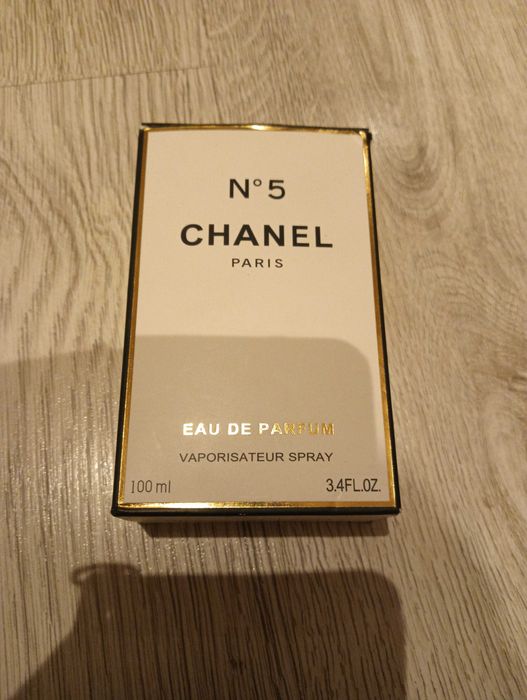 N°5
CHANEL
PARIS
EAU DE PARFUM
VAPORISATEUR SPRAY
100 ml 3.4FL.OZ.